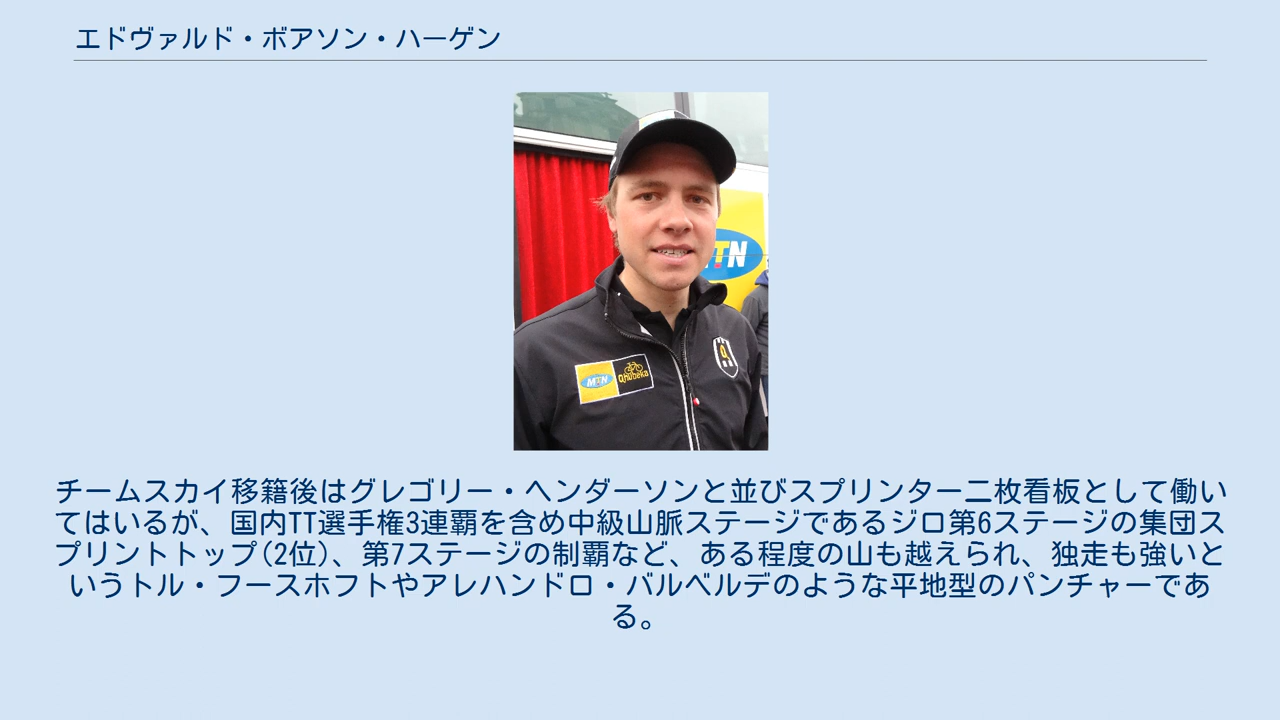 エドヴァルド・ボアソン・ハーゲン
MTN
MTN
Qhubeka
チームスカイ移籍後はグレゴリー・ヘンダーソンと並びスプリンター二枚看板として働い
てはいるが、国内TT選手権3連覇を含め中級山脈ステージであるジロ第6ステージの集団ス
プリントトップ(2位)、第7ステージの制覇など、ある程度の山も越えられ、独走も強いと
いうトル・フースホフトやアレハンドロ・バルベルデのような平地型のパンチャーであ
る。